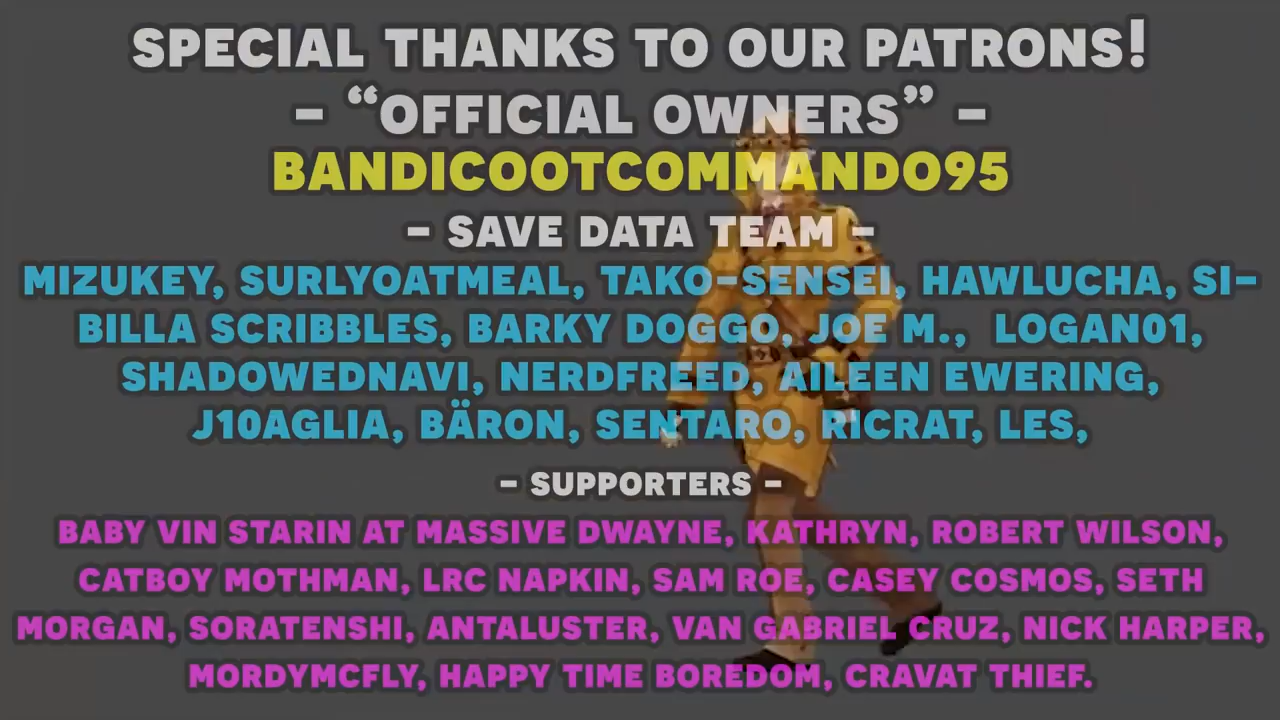 SPECIAL THANKS TO OUR PATRONS!
- “OFFICIAL OWNERS” -
BANDICOOTCOMMANDO95
- SAVE DATA TEAM -
MIZUKEY, SURLYOATMEAL, TAKO-SENSEI, HAWLUCHA, SI-
BILLA SCRIBBLES, BARKY DOGGO, JOE M., LOGAN01,
SHADOWEDNAVI, NERDFREED, AILEEN EWERING,
J10AGLIA, BÄRON, SENTARO, RICRAT, LES,
- SUPPORTERS -
BABY VIN STARIN AT MASSIVE DWAYNE, KATHRYN, ROBERT WILSON,
CATBOY MOTHMAN, LRC NAPKIN, SAM ROE, CASEY COSMOS, SETH
MORGAN, SORATENSHI, ANTALUSTER, VAN GABRIEL CRUZ, NICK HARPER,
MORDYMCFLY, HAPPY TIME BOREDOM, CRAVAT THIEF.